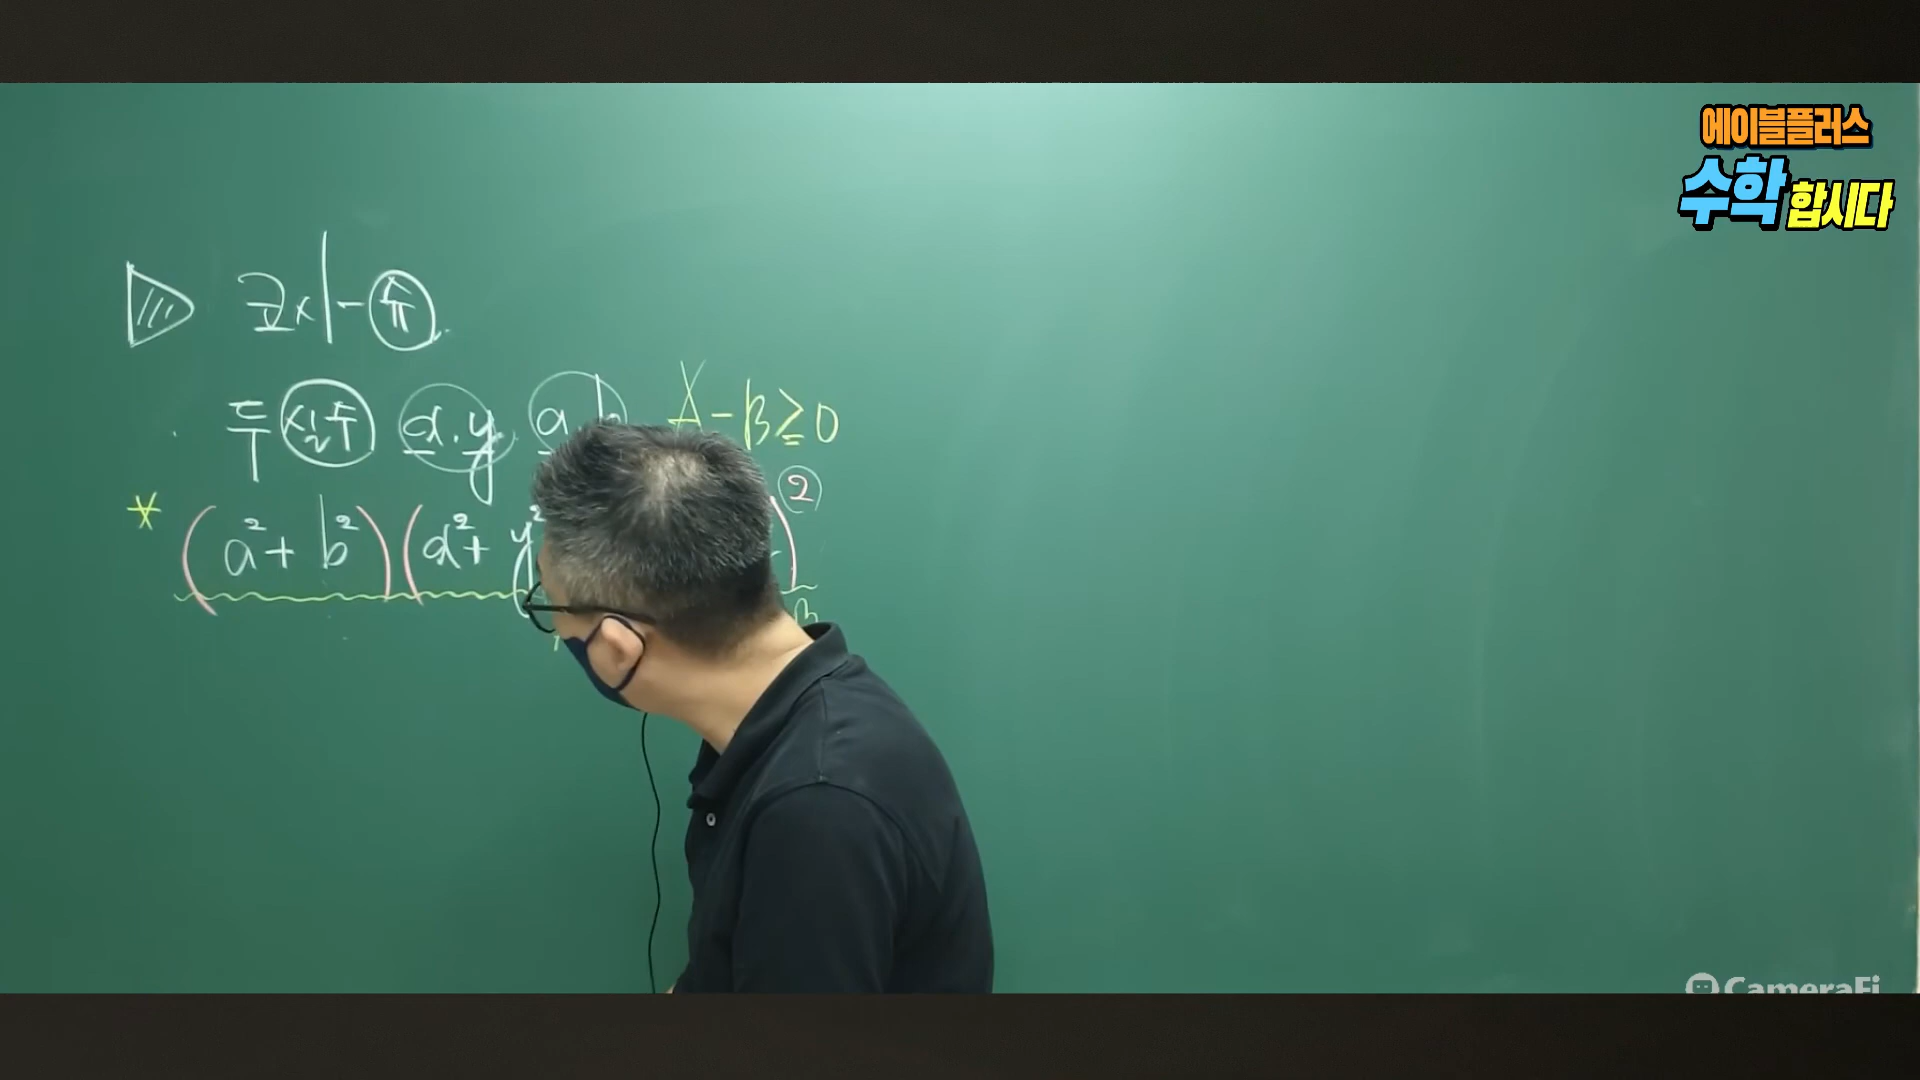 에이블플러스
수학 합시다
코시-슈
두 실수 x, y, a, b A - B ≥ 0
* (a² + b²)(x² + y² )²
B
CameraFi